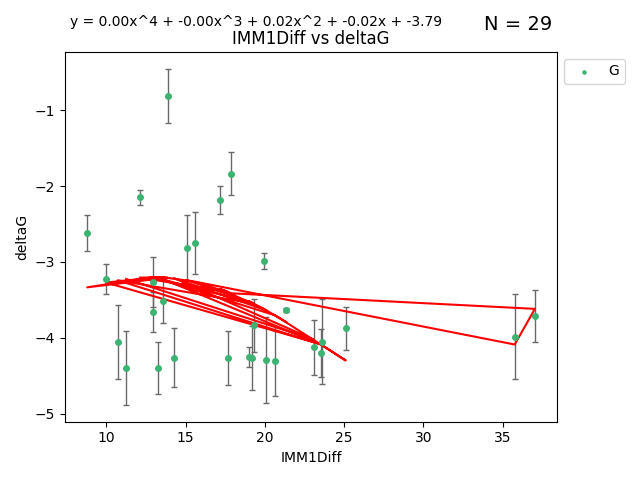 y = 0.00x^4 + -0.00x^3 + 0.02x^2 + -0.02x + -3.79
N = 29
IMM1Diff vs deltaG
G
−1
−2
−3
−4
−5
deltaG
10 15 20 25 30 35
IMM1Diff